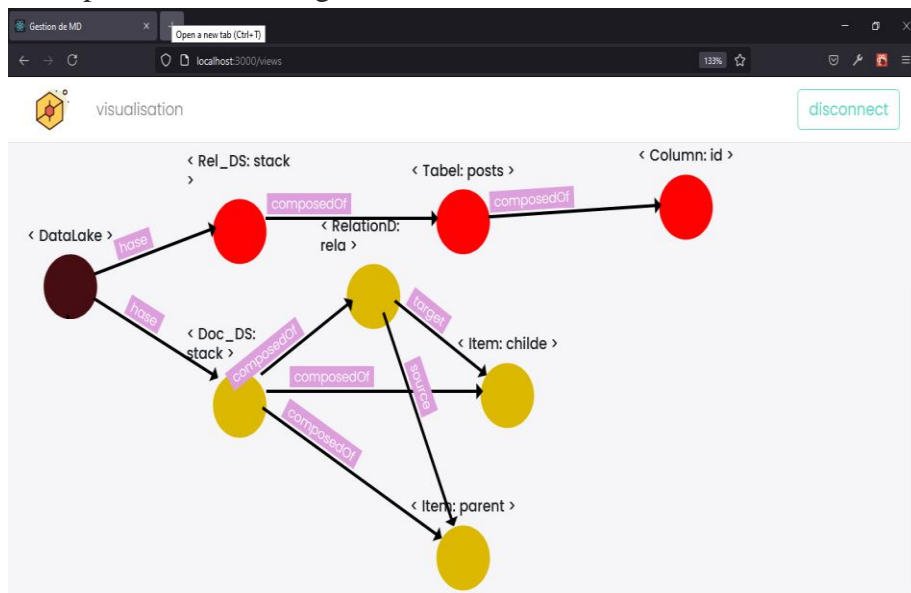 Gestion de MD
Open a new tab (Ctrl+T)
localhost:3000/views
133%
visualisation
disconnect
< Rel_DS: stack
>
< Tabel: posts >
< Column: id >
composedOf
composedOf
< DataLake >
hase
< RelationD:
rela >
hase
target
< Doc_DS:
stack >
composedOf
< Item: childe >
composedOf
source
composedOf
< Item: parent >